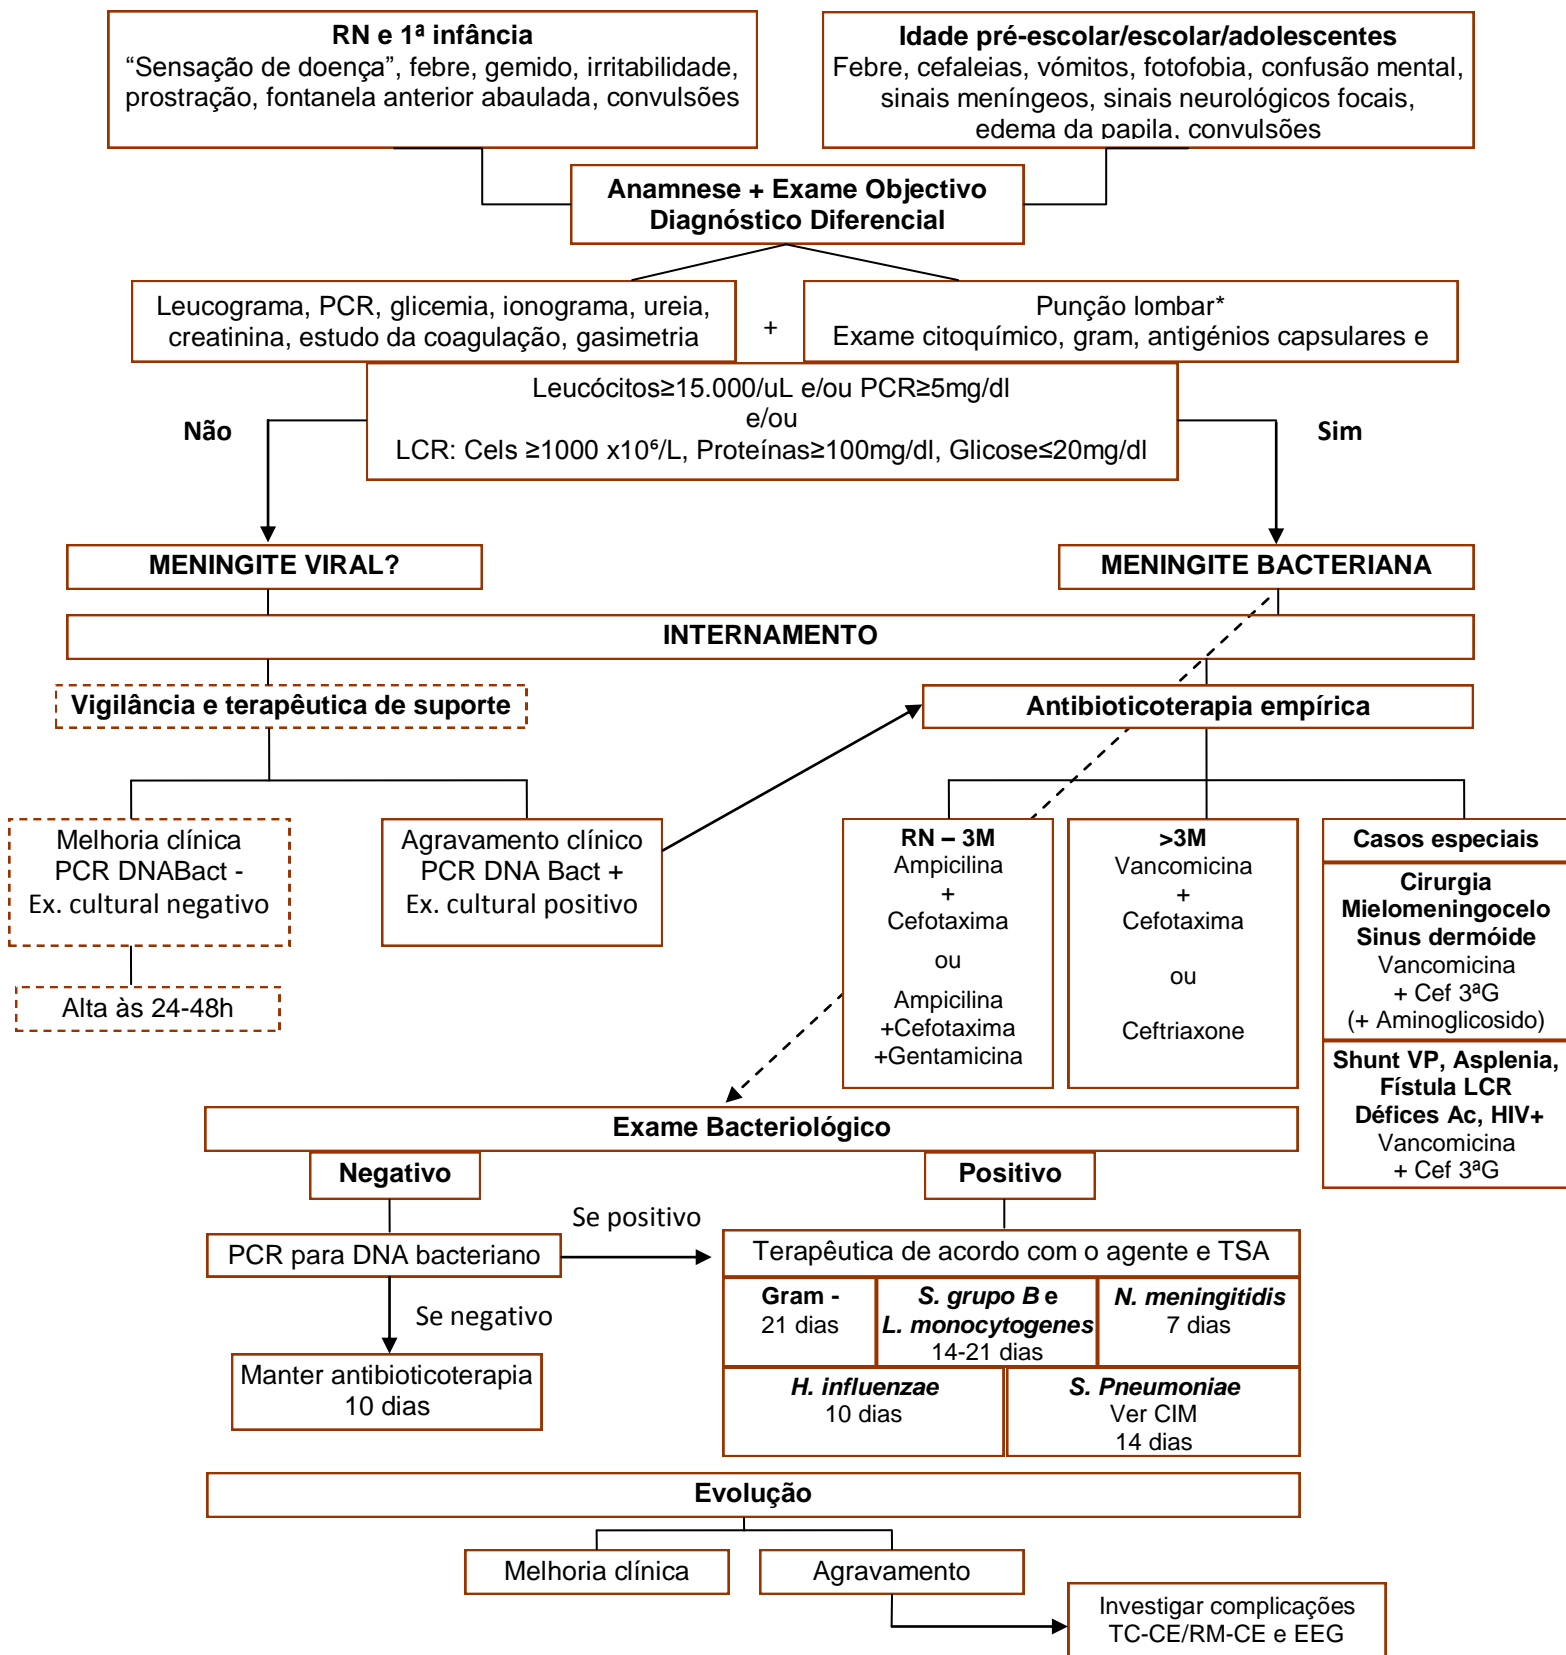 RN e 1ª infância
“Sensação de doença”, febre, gemido, irritabilidade,
prostração, fontanela anterior abaulada, convulsões
Idade pré-escolar/escolar/adolescentes
Febre, cefaleias, vómitos, fotofobia, confusão mental,
sinais meníngeos, sinais neurológicos focais,
edema da papila, convulsões
Anamnese + Exame Objectivo
Diagnóstico Diferencial
Leucograma, PCR, glicemia, ionograma, ureia,
creatinina, estudo da coagulação, gasimetria
+
Punção lombar*
Exame citoquímico, gram, antigénios capsulares e
Leucócitos≥15.000/uL e/ou PCR≥5mg/dl
e/ou
LCR: Cels ≥1000 x10⁶/L, Proteínas≥100mg/dl, Glicose≤20mg/dl
Não
Sim
MENINGITE VIRAL?
MENINGITE BACTERIANA
INTERNAMENTO
Vigilância e terapêutica de suporte
Antibioticoterapia empírica
Melhoria clínica
PCR DNABact -
Ex. cultural negativo
Agravamento clínico
PCR DNA Bact +
Ex. cultural positivo
Alta às 24-48h
RN – 3M
Ampicilina
+
Cefotaxima
ou
Ampicilina
+Cefotaxima
+Gentamicina
>3M
Vancomicina
+
Cefotaxima
ou
Ceftriaxone
Casos especiais
Cirurgia
Mielomeningocelo
Sinus dermóide
Vancomicina
+ Cef 3ªG
(+ Aminoglicosido)
Shunt VP, Asplenia,
Fístula LCR
Défices Ac, HIV+
Vancomicina
+ Cef 3ªG
Exame Bacteriológico
Negativo
Positivo
PCR para DNA bacteriano
Se positivo
Se negativo
Manter antibioticoterapia
10 dias
Terapêutica de acordo com o agente e TSA
Gram -
21 dias
S. grupo B e
L. monocytogenes
14-21 dias
N. meningitidis
7 dias
H. influenzae
10 dias
S. Pneumoniae
Ver CIM
14 dias
Evolução
Melhoria clínica
Agravamento
Investigar complicações
TC-CE/RM-CE e EEG